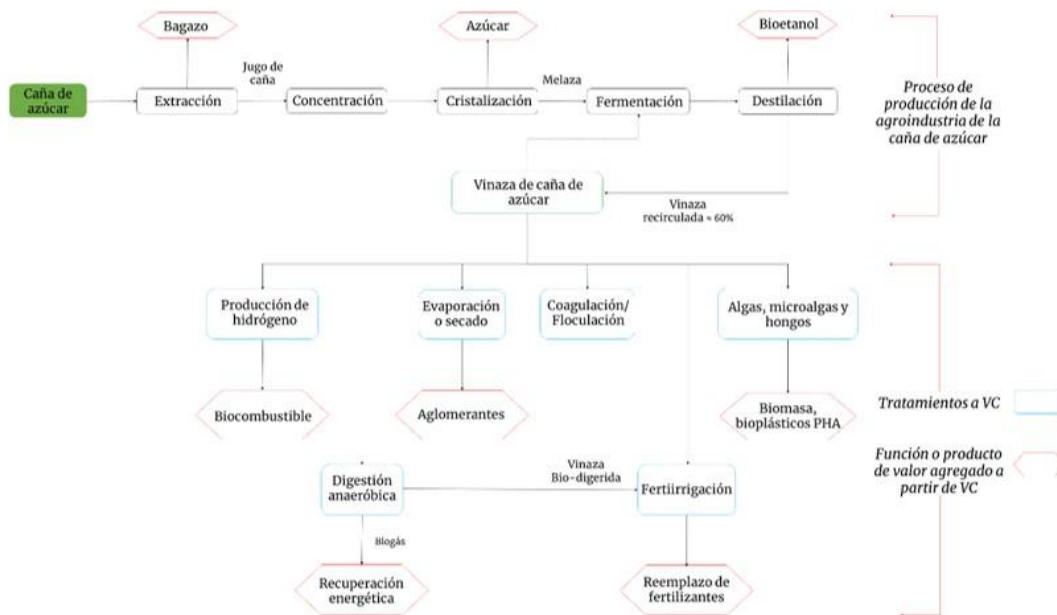 Bagazo
Azúcar
Bioetanol
Jugo de
caña
Melaza
Caña de
azúcar
Extracción
Concentración
Cristalización
Fermentación
Destilación
Proceso de
producción de la
agroindustria de la
caña de azúcar
Vinaza de caña de
azúcar
Vinaza
recirculada ≈ 60%
Producción de
hidrógeno
Evaporación
o secado
Coagulación/
Floculación
Algas, microalgas y
hongos
Biocombustible
Aglomerantes
Biomasa,
bioplásticos PHA
Tratamientos a VC
Función o producto
de valor agregado a
partir de VC
Digestión
anaeróbica
Vinaza
Bio-digerida
Fertiirrigación
Biogás
Recuperación
energética
Reemplazo de
fertilizantes